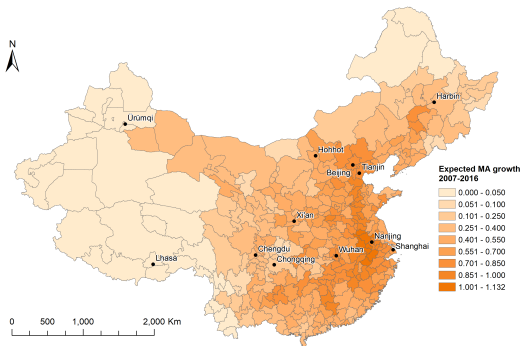 N
Harbin
Ürümqi
Hohhot
Tianjin
Beijing
Expected MA growth
2007-2016
0.000 - 0.050
0.051 - 0.100
0.101 - 0.250
0.251 - 0.400
0.401 - 0.550
0.551 - 0.700
0.701 - 0.850
0.851 - 1.000
1.001 - 1.132
Xi'an
Nanjing
Shanghai
Chengdu
Wuhan
Chongqing
Lhasa
0 500 1,000 2,000 Km